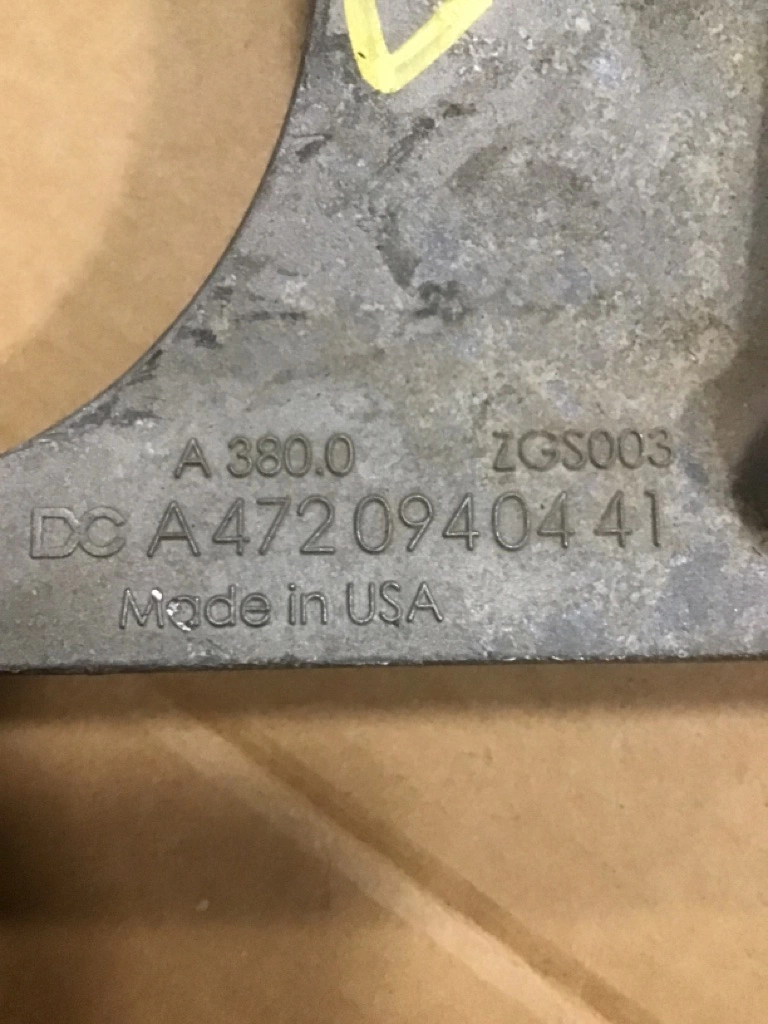 A 380.0 ZGS003
DC A 472 094 04 41
Made in USA